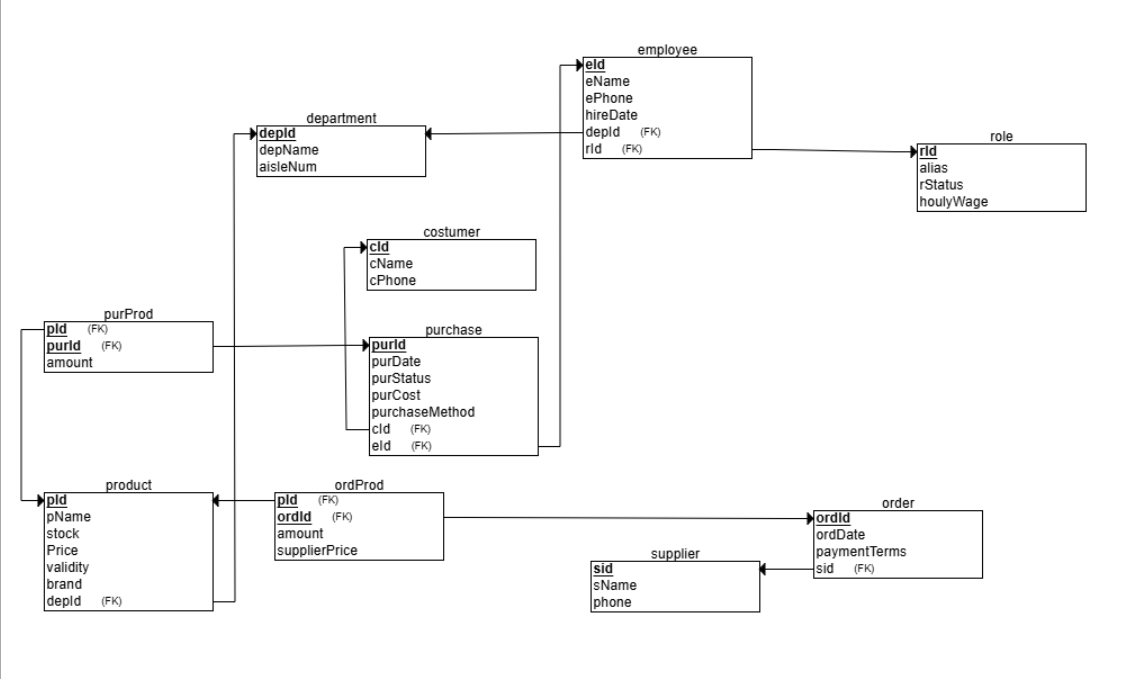 employee
eId
eName
ePhone
hireDate
depId (FK)
rId (FK)
department
depId
depName
aisleNum
role
rId
alias
rStatus
houlyWage
costumer
cId
cName
cPhone
purProd
pId (FK)
purId (FK)
amount
purchase
purId
purDate
purStatus
purCost
purchaseMethod
cId (FK)
eId (FK)
product
pId
pName
stock
Price
validity
brand
depId (FK)
ordProd
pId (FK)
ordId (FK)
amount
supplierPrice
order
ordId
ordDate
paymentTerms
sid (FK)
supplier
sid
sName
phone